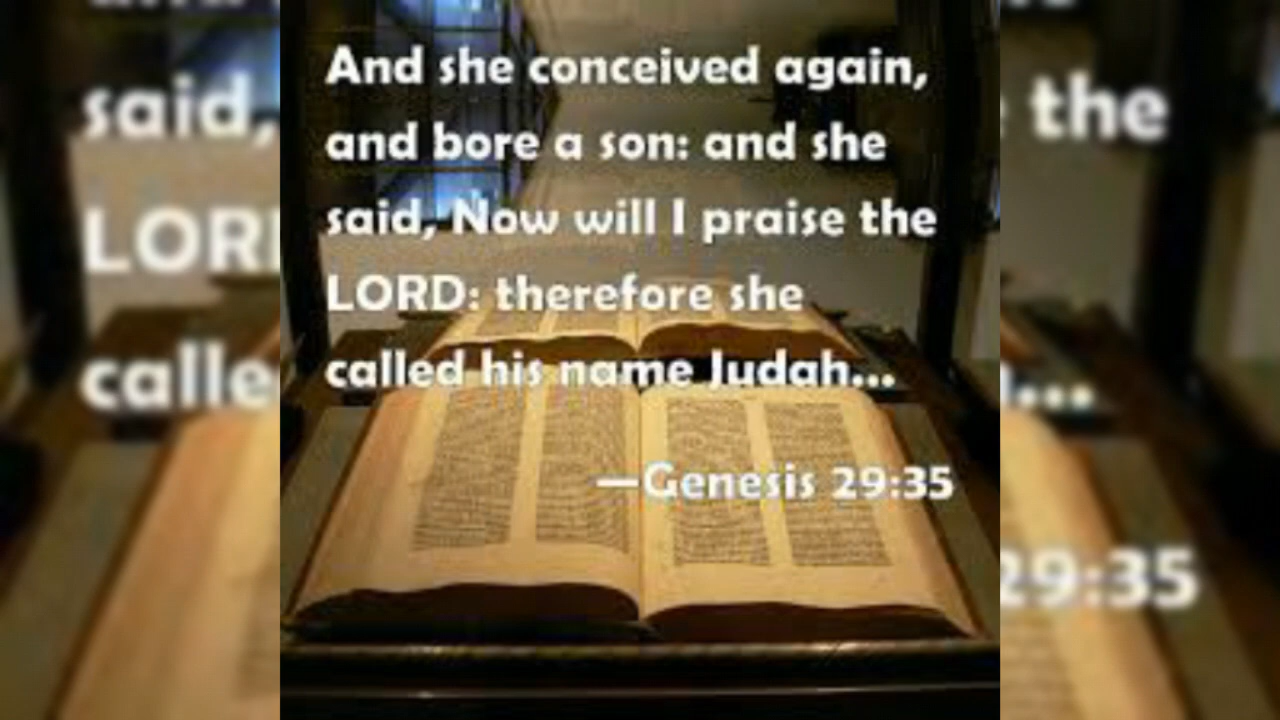 And she conceived again,
and bore a son: and she
said, Now will I praise the
LORD: therefore she
called his name Judah...
—Genesis 29:35